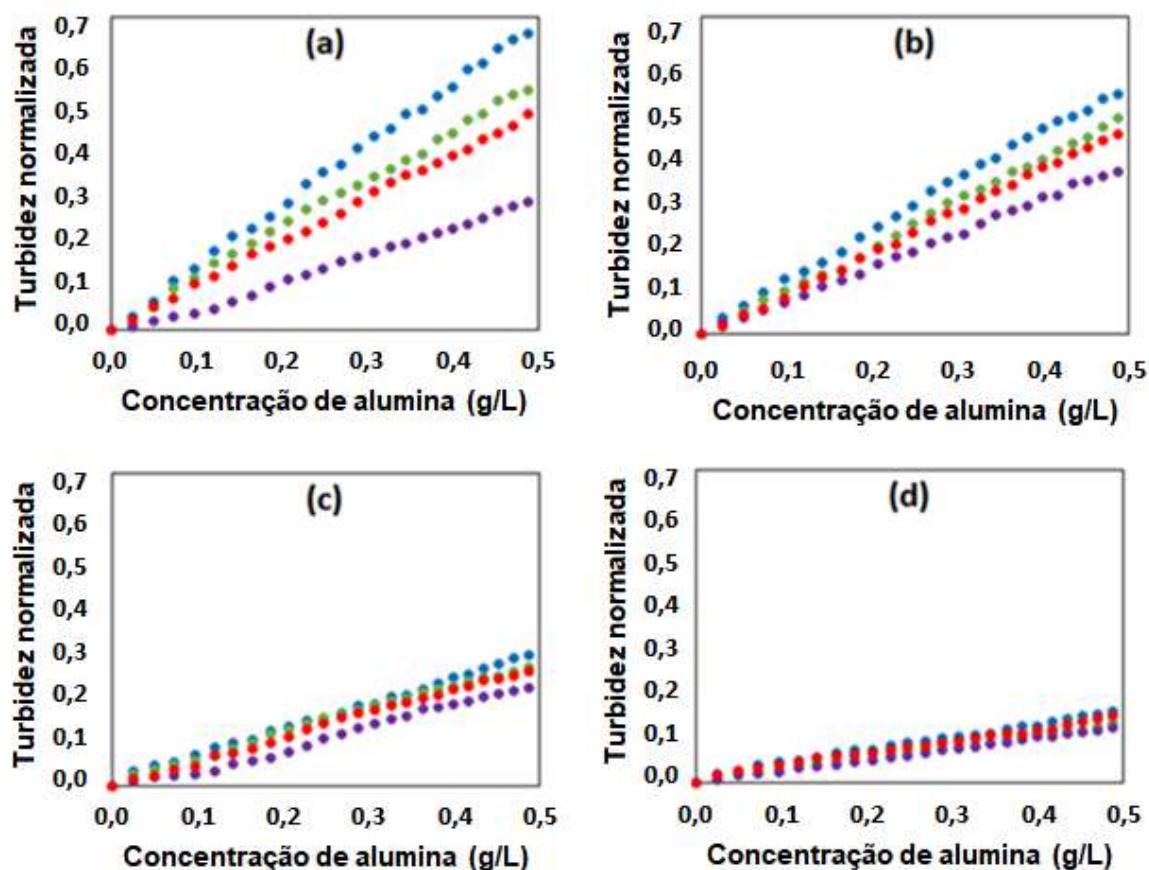 (a)
Turbidez normalizada
0,7
0,6
0,5
0,4
0,3
0,2
0,1
0,0
0,0 0,1 0,2 0,3 0,4 0,5
Concentração de alumina (g/L)
(b)
Turbidez normalizada
0,7
0,6
0,5
0,4
0,3
0,2
0,1
0,0
0,0 0,1 0,2 0,3 0,4 0,5
Concentração de alumina (g/L)
(c)
Turbidez normalizada
0,7
0,6
0,5
0,4
0,3
0,2
0,1
0,0
0,0 0,1 0,2 0,3 0,4 0,5
Concentração de alumina (g/L)
(d)
Turbidez normalizada
0,7
0,6
0,5
0,4
0,3
0,2
0,1
0,0
0,0 0,1 0,2 0,3 0,4 0,5
Concentração de alumina (g/L)